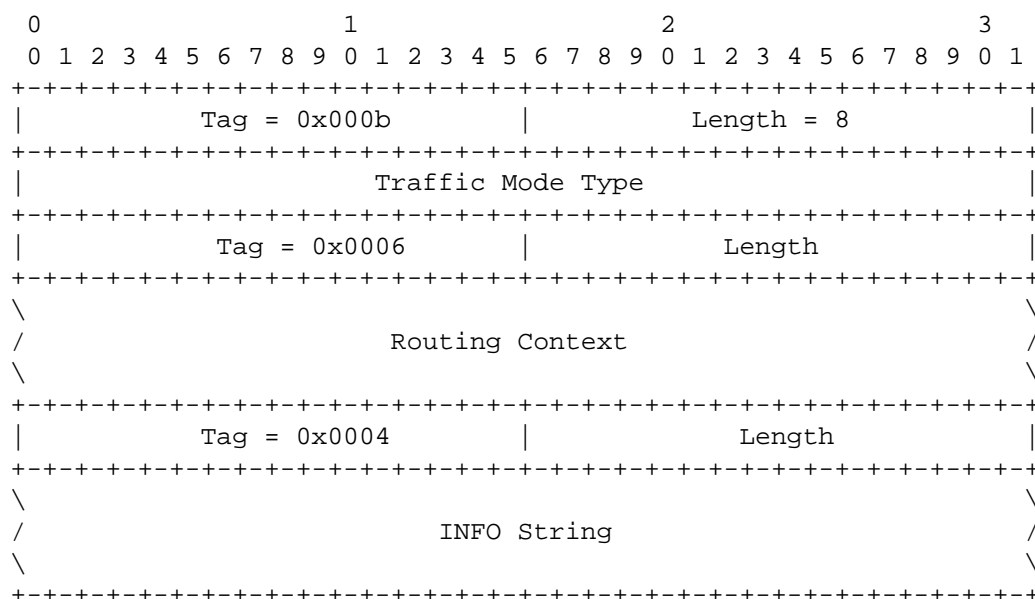 0                   1                   2                   3
 0 1 2 3 4 5 6 7 8 9 0 1 2 3 4 5 6 7 8 9 0 1 2 3 4 5 6 7 8 9 0 1
+-+-+-+-+-+-+-+-+-+-+-+-+-+-+-+-+-+-+-+-+-+-+-+-+-+-+-+-+-+-+-+-+
|           Tag = 0x000b        |          Length = 8           |
+-+-+-+-+-+-+-+-+-+-+-+-+-+-+-+-+-+-+-+-+-+-+-+-+-+-+-+-+-+-+-+-+
|                      Traffic Mode Type                        |
+-+-+-+-+-+-+-+-+-+-+-+-+-+-+-+-+-+-+-+-+-+-+-+-+-+-+-+-+-+-+-+-+
|            Tag = 0x0006       |            Length             |
+-+-+-+-+-+-+-+-+-+-+-+-+-+-+-+-+-+-+-+-+-+-+-+-+-+-+-+-+-+-+-+-+
\                                                               \
/                       Routing Context                         /
\                                                               \
+-+-+-+-+-+-+-+-+-+-+-+-+-+-+-+-+-+-+-+-+-+-+-+-+-+-+-+-+-+-+-+-+
|           Tag = 0x0004        |             Length            |
+-+-+-+-+-+-+-+-+-+-+-+-+-+-+-+-+-+-+-+-+-+-+-+-+-+-+-+-+-+-+-+-+
\                                                               \
/                          INFO String                          /
\                                                               \
+-+-+-+-+-+-+-+-+-+-+-+-+-+-+-+-+-+-+-+-+-+-+-+-+-+-+-+-+-+-+-+-+